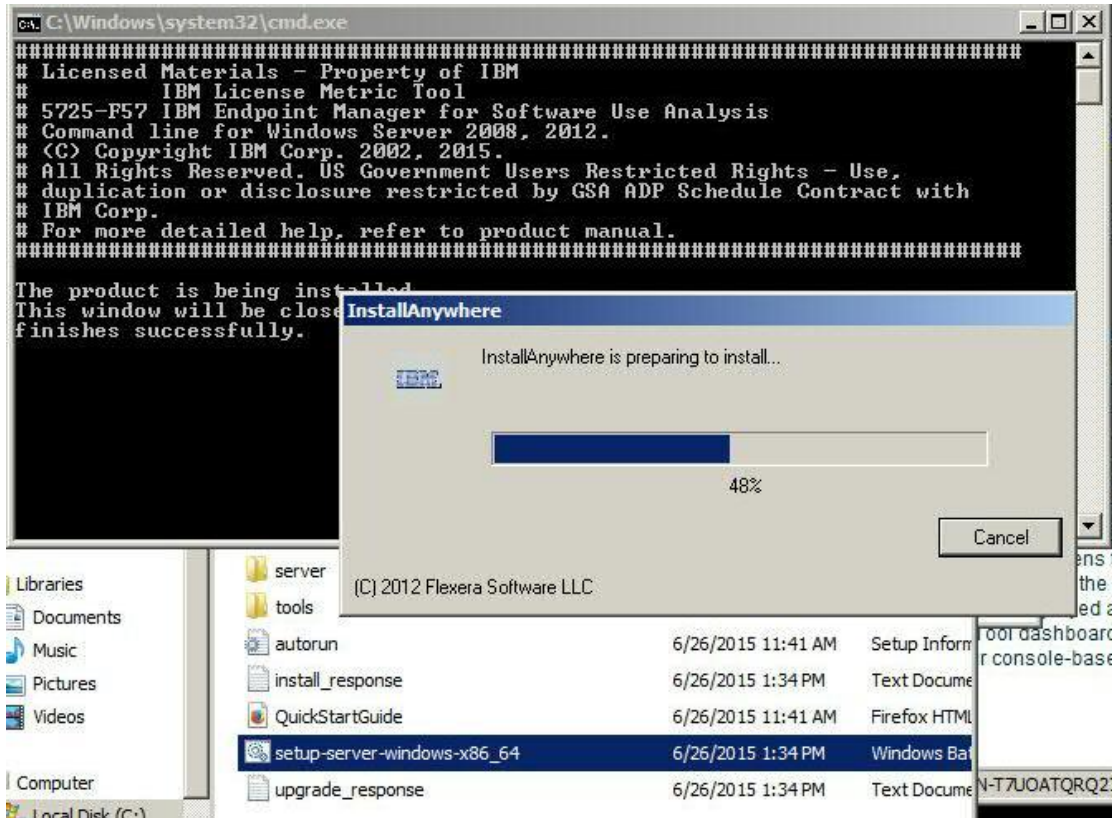 C:\Windows\system32\cmd.exe
###########################################################################
# Licensed Materials - Property of IBM
# IBM License Metric Tool
# 5725-F57 IBM Endpoint Manager for Software Use Analysis
# Command line for Windows Server 2008, 2012.
# (C) Copyright IBM Corp. 2002, 2015.
# All Rights Reserved. US Government Users Restricted Rights - Use,
# duplication or disclosure restricted by GSA ADP Schedule Contract with
# IBM Corp.
# For more detailed help, refer to product manual.
###########################################################################
The product is being installed
This window will be close
finishes successfully.
InstallAnywhere
InstallAnywhere is preparing to install...
IBM
48%
Cancel
(C) 2012 Flexera Software LLC
Libraries
Documents
Music
Pictures
Videos
Computer
Local Disk (C:)
server
tools
autorun 6/26/2015 11:41 AM Setup Inform
install_response 6/26/2015 1:34 PM Text Docume
QuickStartGuide 6/26/2015 11:41 AM Firefox HTML
setup-server-windows-x86_64 6/26/2015 1:34 PM Windows Bat
upgrade_response 6/26/2015 1:34 PM Text Docume
ens
the
ed a
ool dashboard
r console-base
N-T7UOATQRQ2